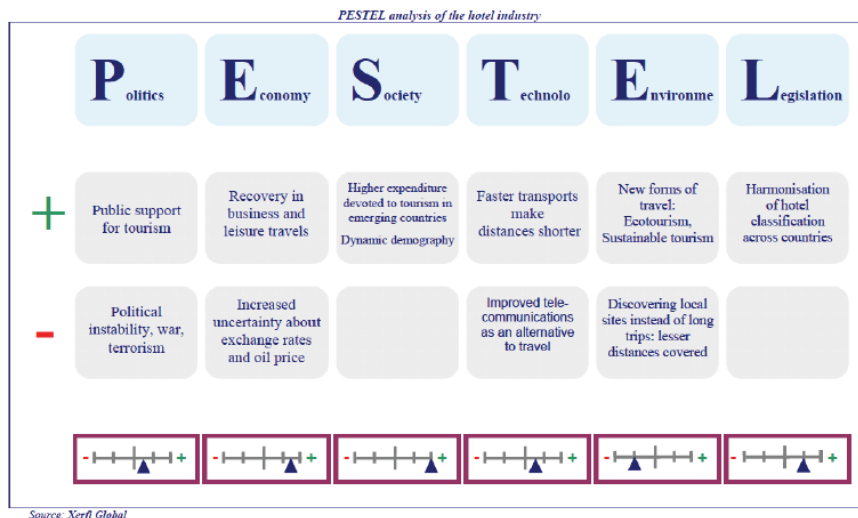 PESTEL analysis of the hotel industry
Politics
Economy
Society
Technolo
Environme
Legislation
+
Public support
for tourism
Recovery in
business and
leisure travels
Higher expenditure
devoted to tourism in
emerging countries
Dynamic demography
Faster transports
make
distances shorter
New forms of
travel:
Ecotourism,
Sustainable tourism
Harmonisation
of hotel
classification
across countries
-
Political
instability, war,
terrorism
Increased
uncertainty about
exchange rates
and oil price
Improved tele-
communications
as an alternative
to travel
Discovering local
sites instead of long
trips: lesser
distances covered
- +
- +
- +
- +
- +
- +
Source: Xerfi Global